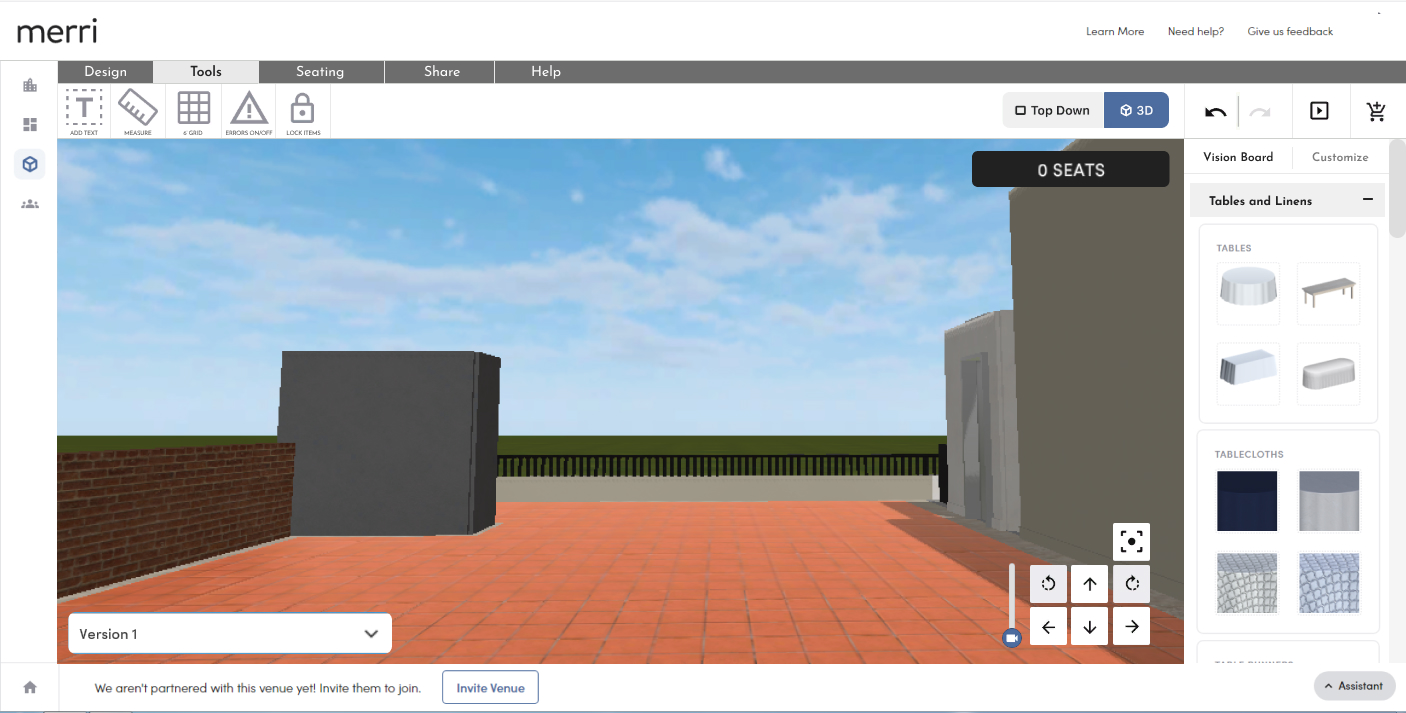 merri
Learn More Need help? Give us feedback
Design Tools Seating Share Help
T
ADD TEXT MEASURE 6 GRID ERRORS ON/OFF LOCK ITEMS
Top Down 3D
0 SEATS
Vision Board Customize
Tables and Linens
TABLES
TABLECLOTHS
Version 1
We aren't partnered with this venue yet! Invite them to join. Invite Venue
Assistant